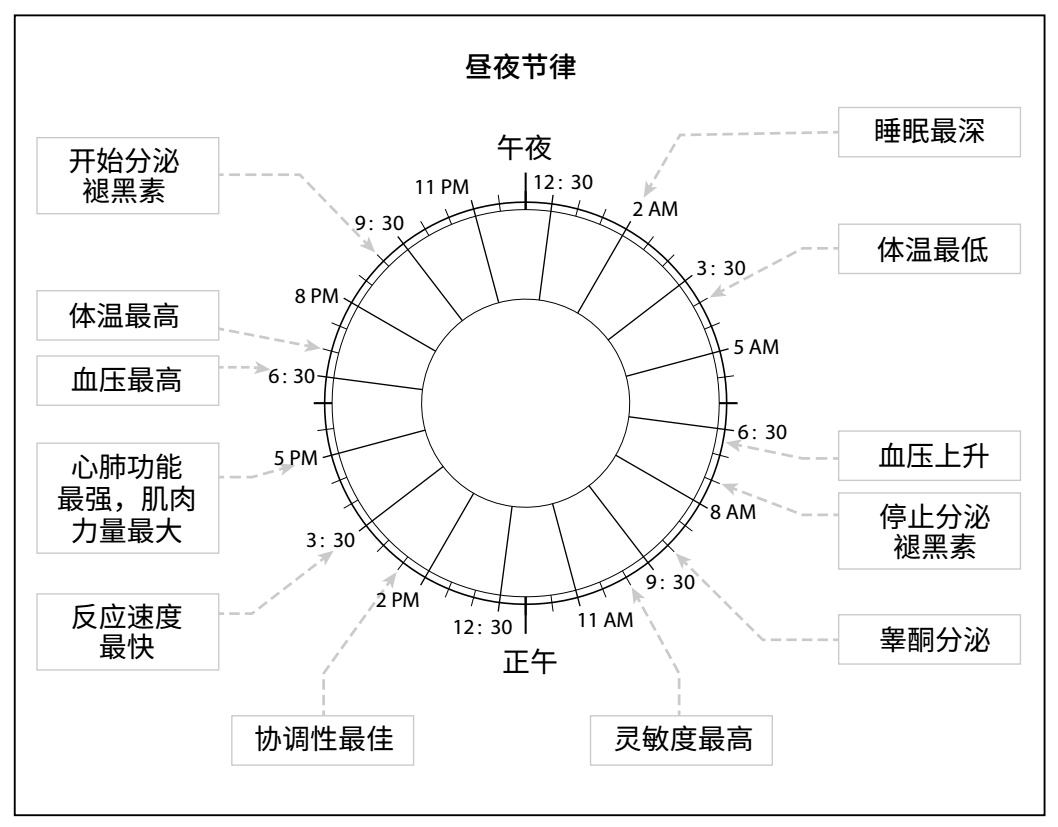 昼夜节律
午夜
12: 30
2 AM
3: 30
5 AM
6: 30
8 AM
9: 30
11 AM
正午
12: 30
2 PM
3: 30
5 PM
6: 30
8 PM
9: 30
11 PM
睡眠最深
体温最低
血压上升
停止分泌
褪黑素
睾酮分泌
灵敏度最高
协调性最佳
反应速度
最快
心肺功能
最强，肌肉
力量最大
血压最高
体温最高
开始分泌
褪黑素